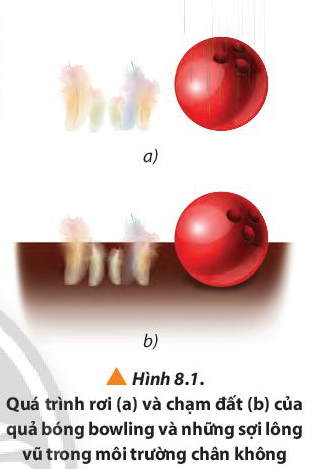 a)
b)
Hình 8.1.
Quá trình rơi (a) và chạm đất (b) của
quả bóng bowling và những sợi lông
vũ trong môi trường chân không